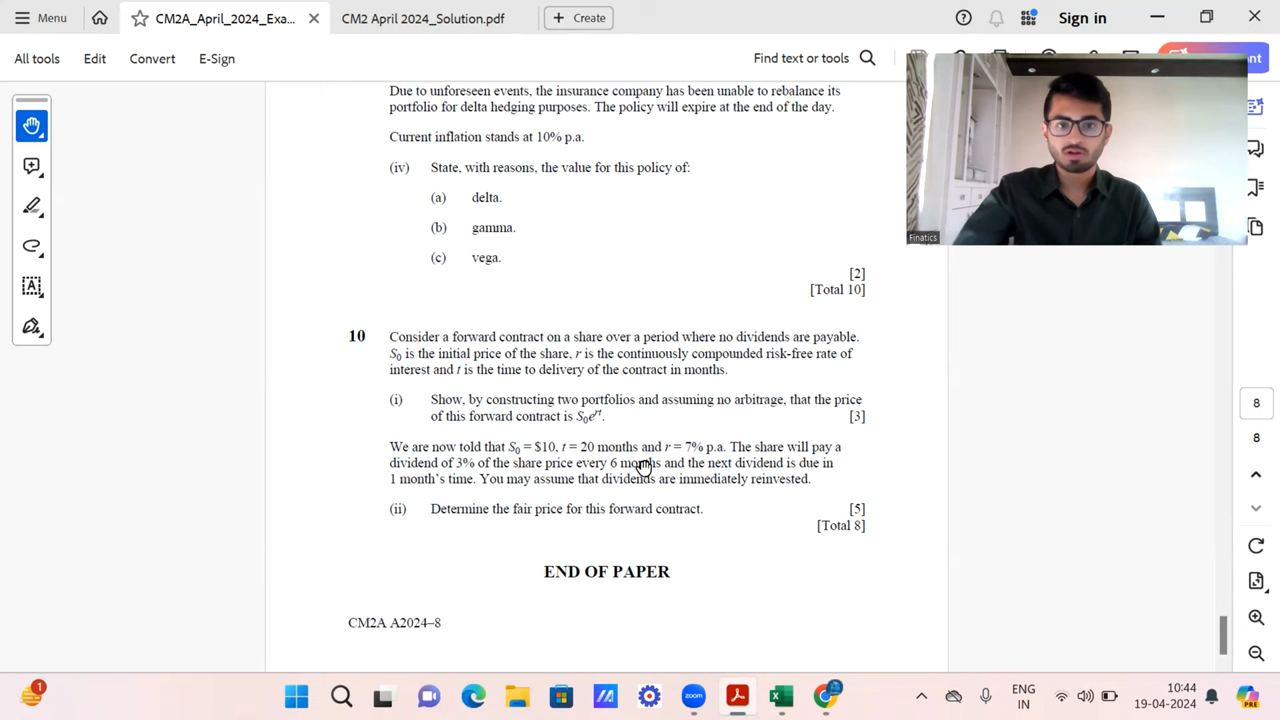 Menu
CM2A_April_2024_Exa...
CM2 April 2024_Solution.pdf
Create
Sign in
All tools
Edit
Convert
E-Sign
Find text or tools
Due to unforeseen events, the insurance company has been unable to rebalance its
portfolio for delta hedging purposes. The policy will expire at the end of the day.
Current inflation stands at 10% p.a.
(iv) State, with reasons, the value for this policy of:
(a) delta.
(b) gamma.
(c) vega.
[2]
[Total 10]
10 Consider a forward contract on a share over a period where no dividends are payable.
S0 is the initial price of the share, r is the continuously compounded risk-free rate of
interest and t is the time to delivery of the contract in months.
(i) Show, by constructing two portfolios and assuming no arbitrage, that the price
of this forward contract is S0e^rt. [3]
We are now told that S0 = $10, t = 20 months and r = 7% p.a. The share will pay a
dividend of 3% of the share price every 6 months and the next dividend is due in
1 month's time. You may assume that dividends are immediately reinvested.
(ii) Determine the fair price for this forward contract. [5]
[Total 8]
END OF PAPER
CM2A A2024–8
Finatics
8
8
1
ENG
IN
10:44
19-04-2024
PRE